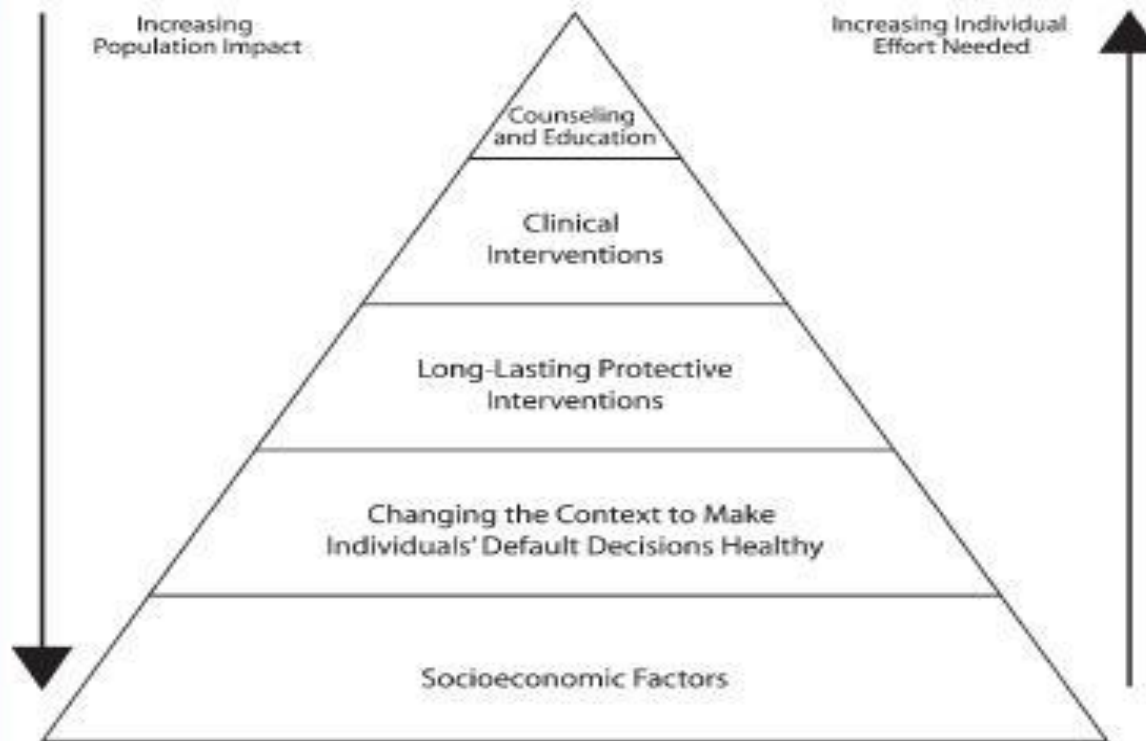 Increasing
Population Impact
Increasing Individual
Effort Needed
Counseling
and Education
Clinical
Interventions
Long-Lasting Protective
Interventions
Changing the Context to Make
Individuals' Default Decisions Healthy
Socioeconomic Factors